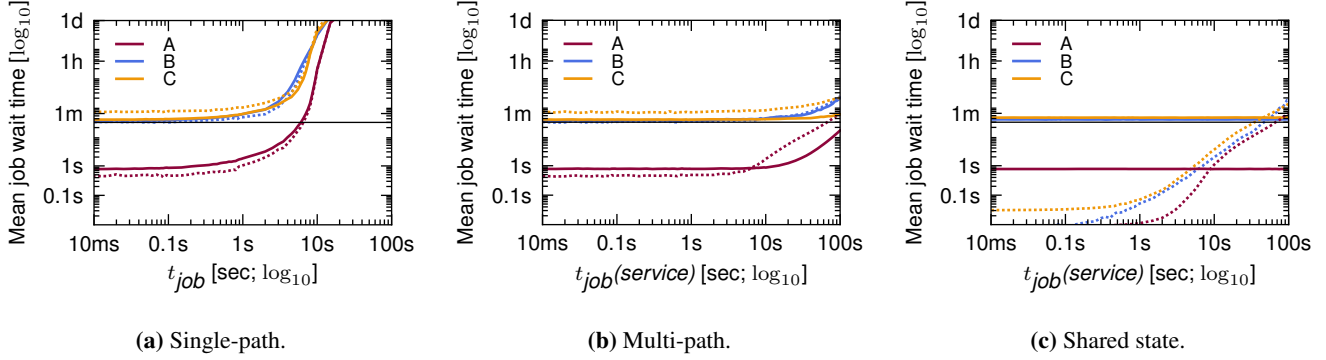 Mean job wait time [log10]
1d
1h
1m
1s
0.1s
A
B
C
10ms 0.1s 1s 10s 100s
tjob [sec; log10]
(a) Single-path.
Mean job wait time [log10]
1d
1h
1m
1s
0.1s
A
B
C
10ms 0.1s 1s 10s 100s
tjob(service) [sec; log10]
(b) Multi-path.
Mean job wait time [log10]
1d
1h
1m
1s
0.1s
A
B
C
10ms 0.1s 1s 10s 100s
tjob(service) [sec; log10]
(c) Shared state.